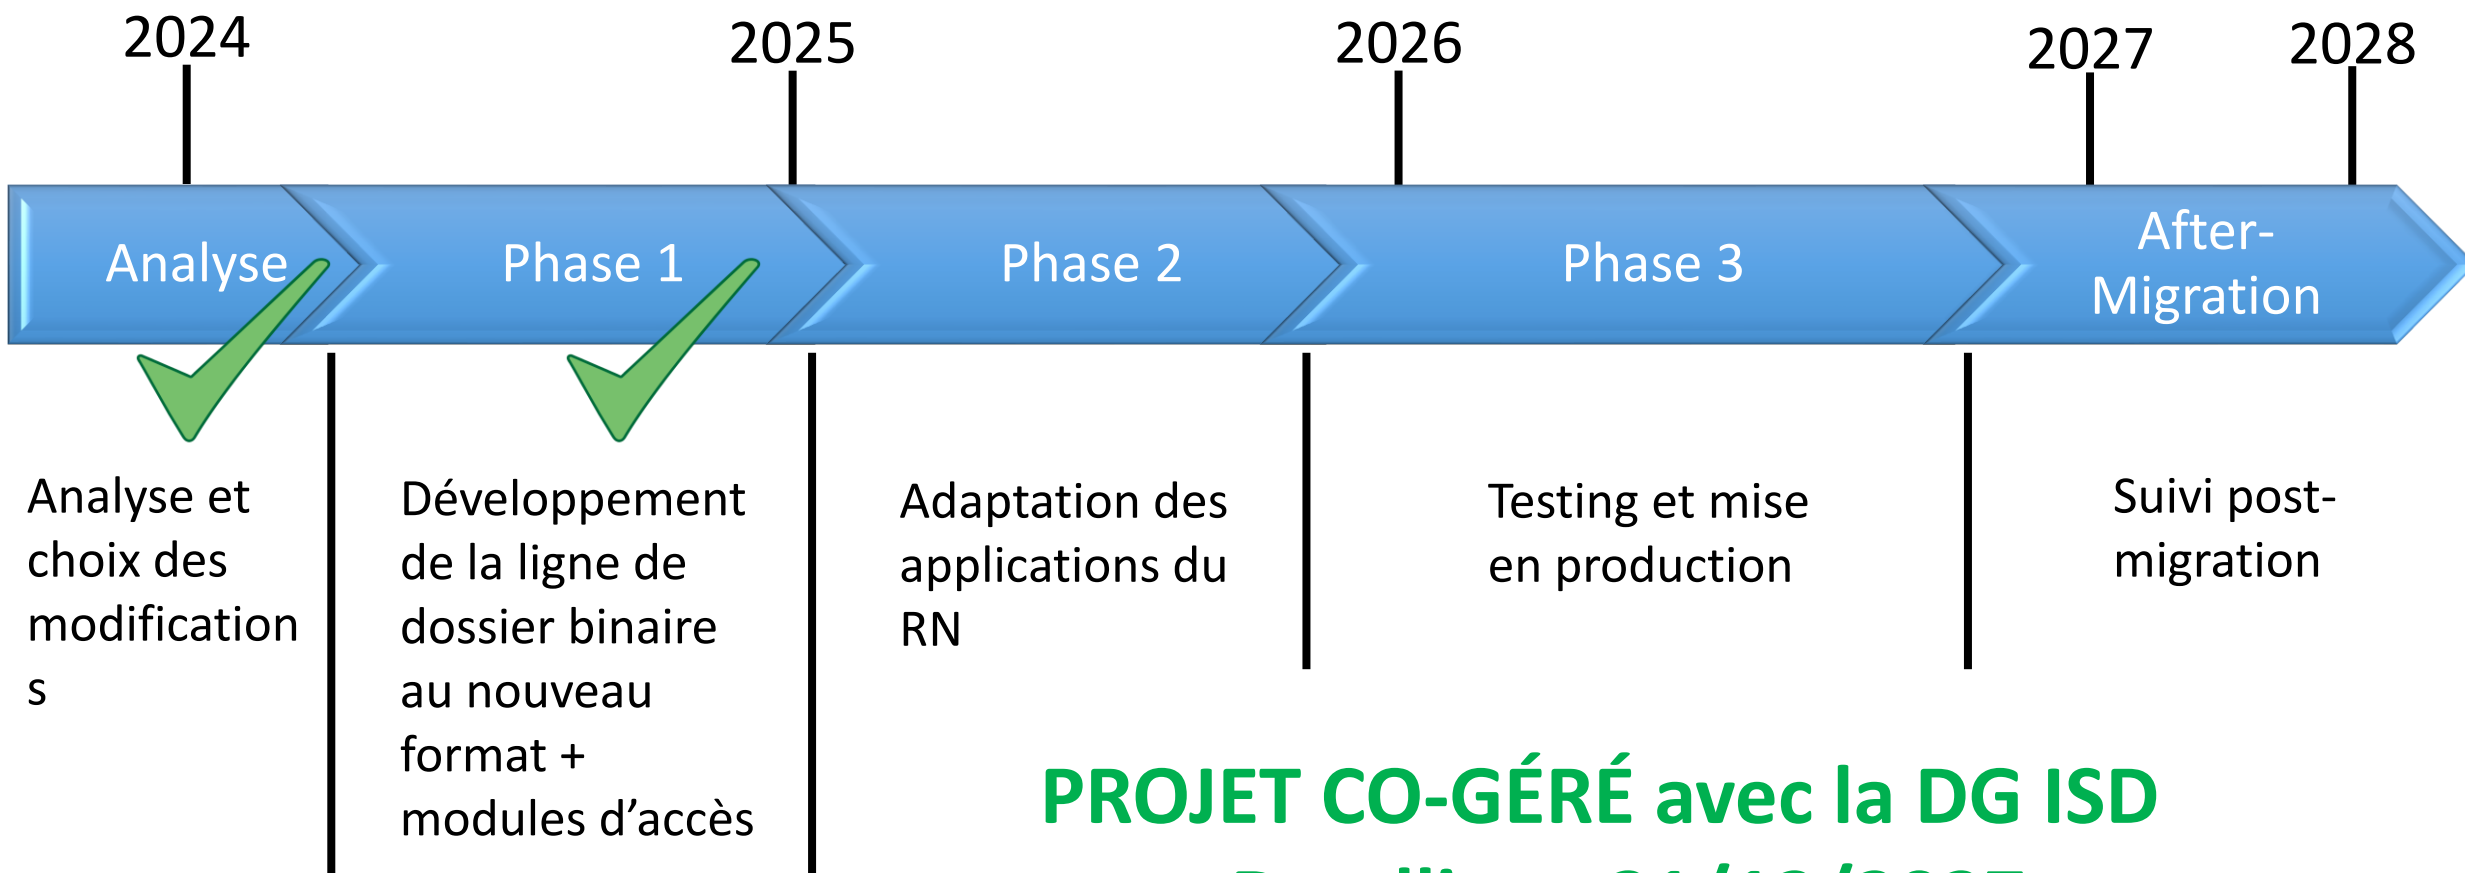 2024
2025
2026
2027
2028
Analyse
Phase 1
Phase 2
Phase 3
After-
Migration
Analyse et
choix des
modification
s
Développement
de la ligne de
dossier binaire
au nouveau
format +
modules d'accès
Adaptation des
applications du
RN
Testing et mise
en production
Suivi post-
migration
PROJET CO-GÉRÉ avec la DG ISD